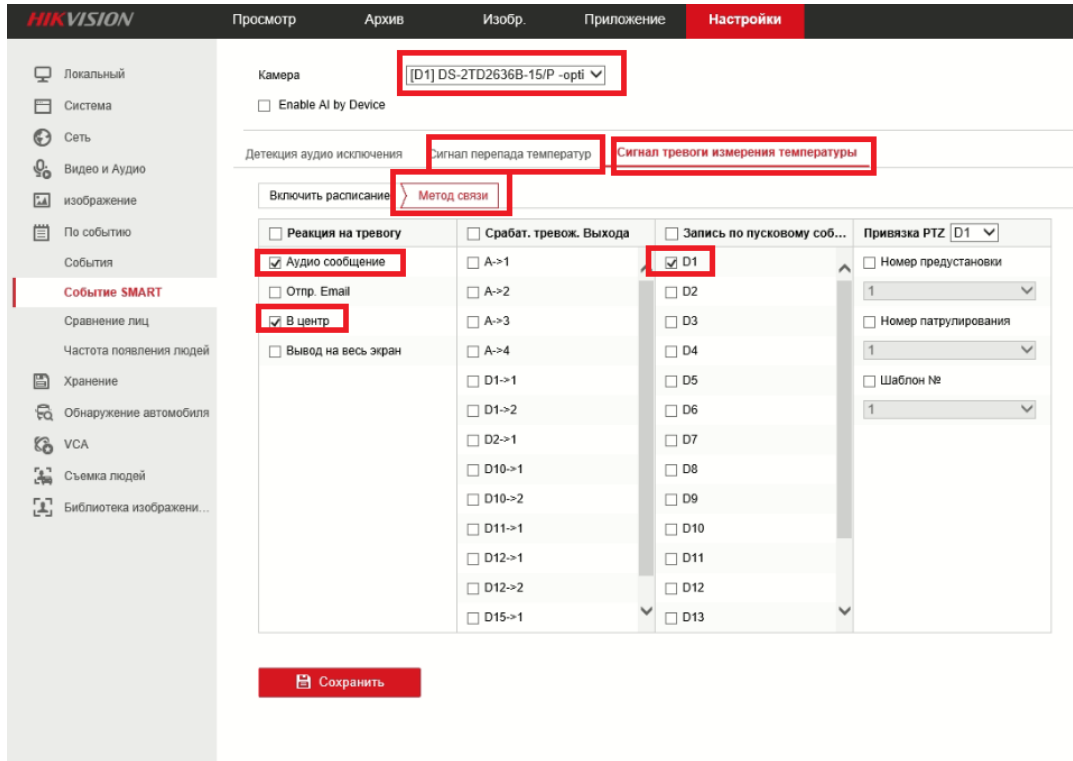 HIKVISION Просмотр Архив Изобр. Приложение Настройки
Локальный
Система
Сеть
Видео и Аудио
изображение
По событию
События
Событие SMART
Сравнение лиц
Частота появления людей
Хранение
Обнаружение автомобиля
VCA
Съемка людей
Библиотека изображени...
Камера [D1] DS-2TD2636B-15/P -opti
Enable AI by Device
Детекция аудио исключения Сигнал перепада температур Сигнал тревоги измерения температуры
Включить расписание Метод связи
Реакция на тревогу Срабат. тревож. Выхода Запись по пусковому соб... Привязка PTZ D1
Аудио сообщение A->1 D1 Номер предустановки
Отпр. Email A->2 D2 1
В центр A->3 D3 Номер патрулирования
Вывод на весь экран A->4 D4 1
D1->1 D5 Шаблон №
D1->2 D6 1
D2->1 D7
D10->1 D8
D10->2 D9
D11->1 D10
D12->1 D11
D12->2 D12
D15->1 D13
Сохранить